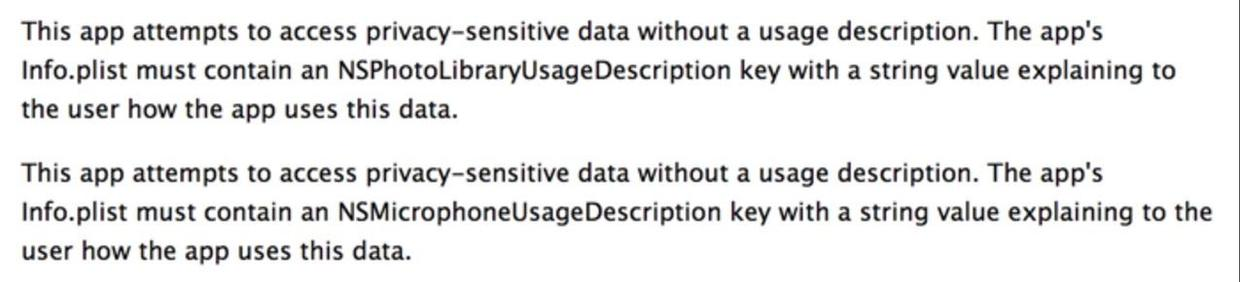 This app attempts to access privacy-sensitive data without a usage description. The app's
Info.plist must contain an NSPhotoLibraryUsageDescription key with a string value explaining to
the user how the app uses this data.
This app attempts to access privacy-sensitive data without a usage description. The app's
Info.plist must contain an NSMicrophoneUsageDescription key with a string value explaining to the
user how the app uses this data.